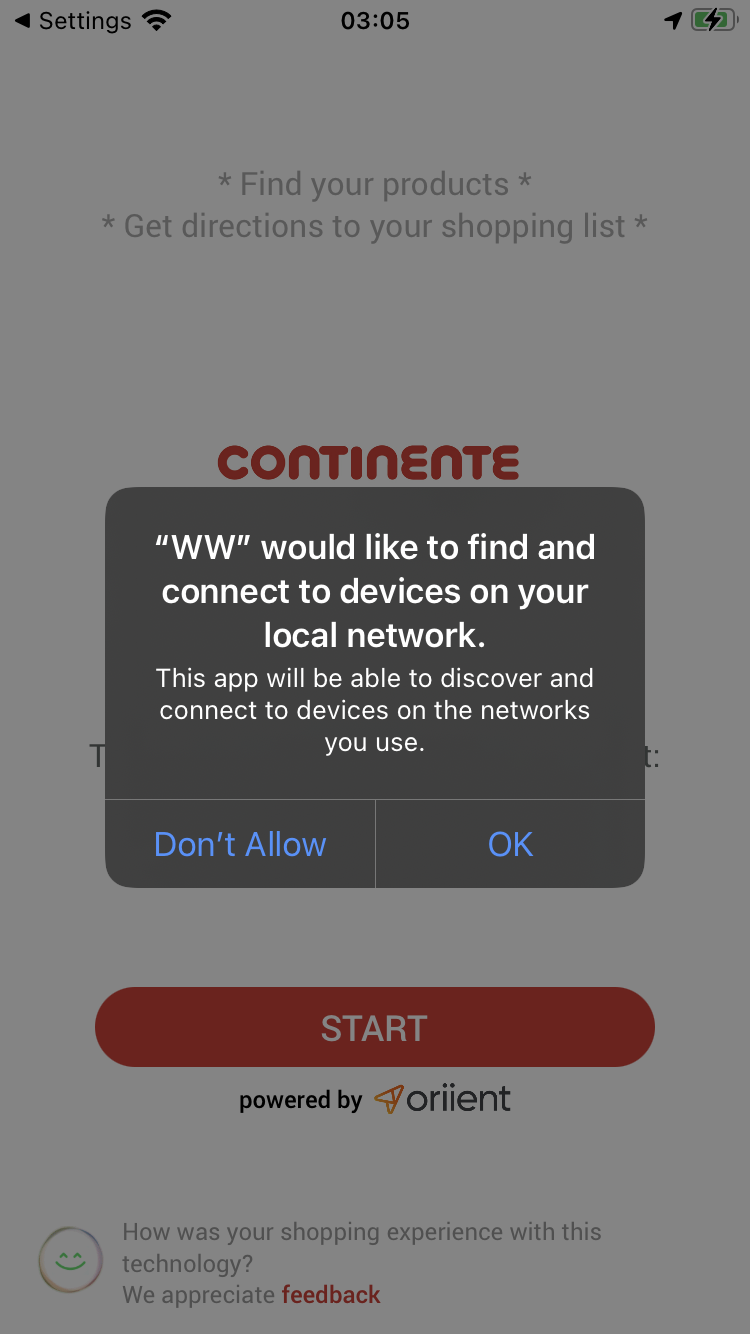 Settings
03:05
* Find your products *
* Get directions to your shopping list *
CONTINENTE
“WW” would like to find and
connect to devices on your
local network.
This app will be able to discover and
connect to devices on the networks
you use.
T t:
Don’t Allow OK
START
powered by oriient
How was your shopping experience with this
technology?
We appreciate feedback